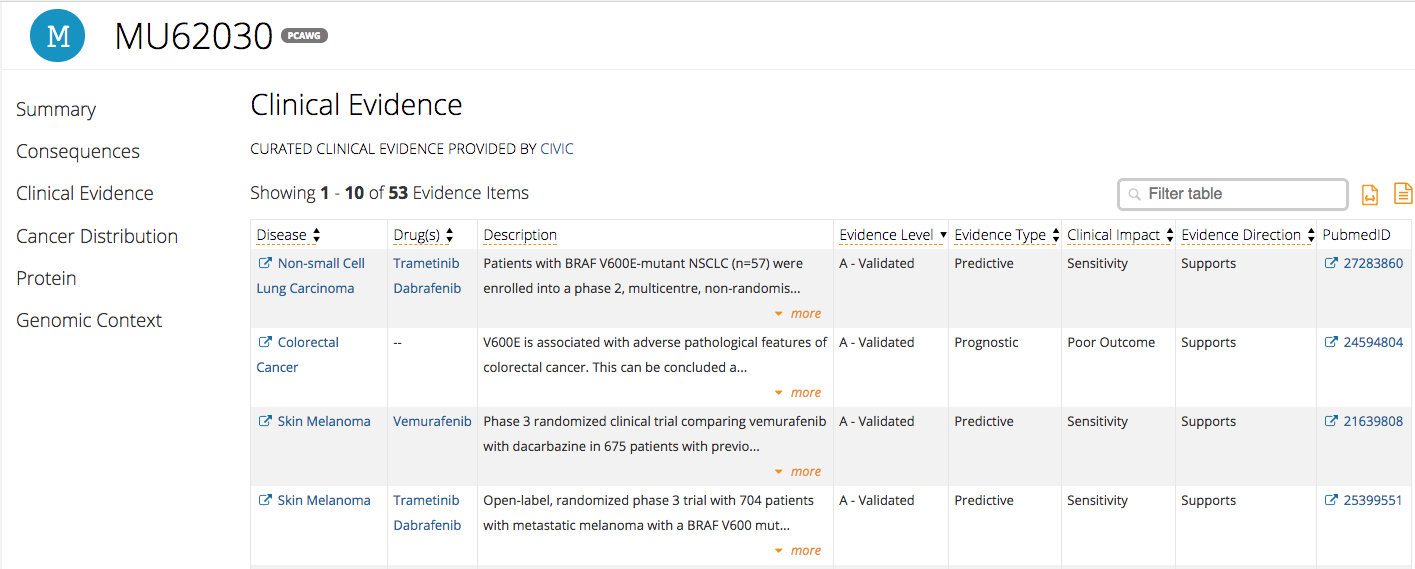 M MU62030 PCAWG
Summary
Consequences
Clinical Evidence
Cancer Distribution
Protein
Genomic Context
Clinical Evidence
CURATED CLINICAL EVIDENCE PROVIDED BY CIVIC
Showing 1 - 10 of 53 Evidence Items
Filter table
Disease Drug(s) Description Evidence Level Evidence Type Clinical Impact Evidence Direction PubmedID
Non-small Cell Trametinib Patients with BRAF V600E-mutant NSCLC (n=57) were A - Validated Predictive Sensitivity Supports 27283860
Lung Carcinoma Dabrafenib enrolled into a phase 2, multicentre, non-randomis...
more
Colorectal -- V600E is associated with adverse pathological features of A - Validated Prognostic Poor Outcome Supports 24594804
Cancer colorectal cancer. This can be concluded a...
more
Skin Melanoma Vemurafenib Phase 3 randomized clinical trial comparing vemurafenib A - Validated Predictive Sensitivity Supports 21639808
with dacarbazine in 675 patients with previo...
more
Skin Melanoma Trametinib Open-label, randomized phase 3 trial with 704 patients A - Validated Predictive Sensitivity Supports 25399551
Dabrafenib with metastatic melanoma with a BRAF V600 mut...
more